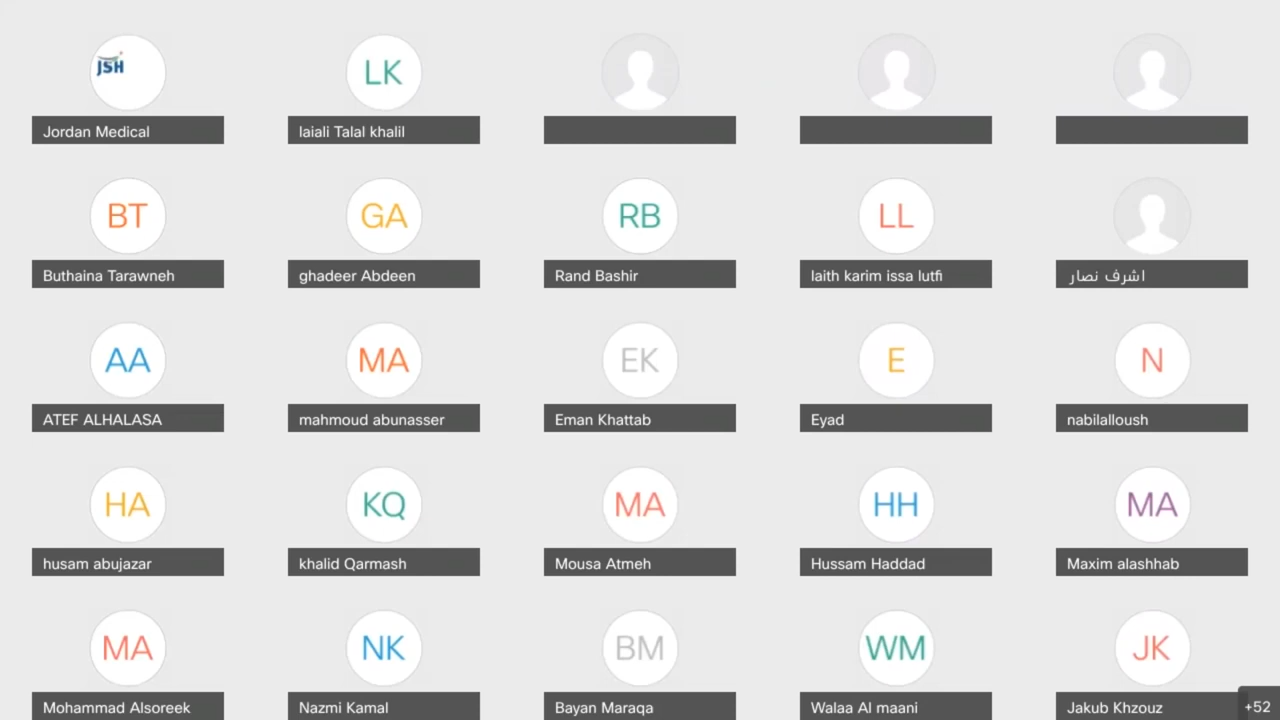 JSH
LK
Jordan Medical
laiali Talal khalil
BT
GA
RB
LL
Buthaina Tarawneh
ghadeer Abdeen
Rand Bashir
laith karim issa lutfi
اشرف نصار
AA
MA
EK
E
N
ATEF ALHALASA
mahmoud abunasser
Eman Khattab
Eyad
nabilalloush
HA
KQ
MA
HH
MA
husam abujazar
khalid Qarmash
Mousa Atmeh
Hussam Haddad
Maxim alashhab
MA
NK
BM
WM
JK
Mohammad Alsoreek
Nazmi Kamal
Bayan Maraqa
Walaa Al maani
Jakub Khzouz
+52